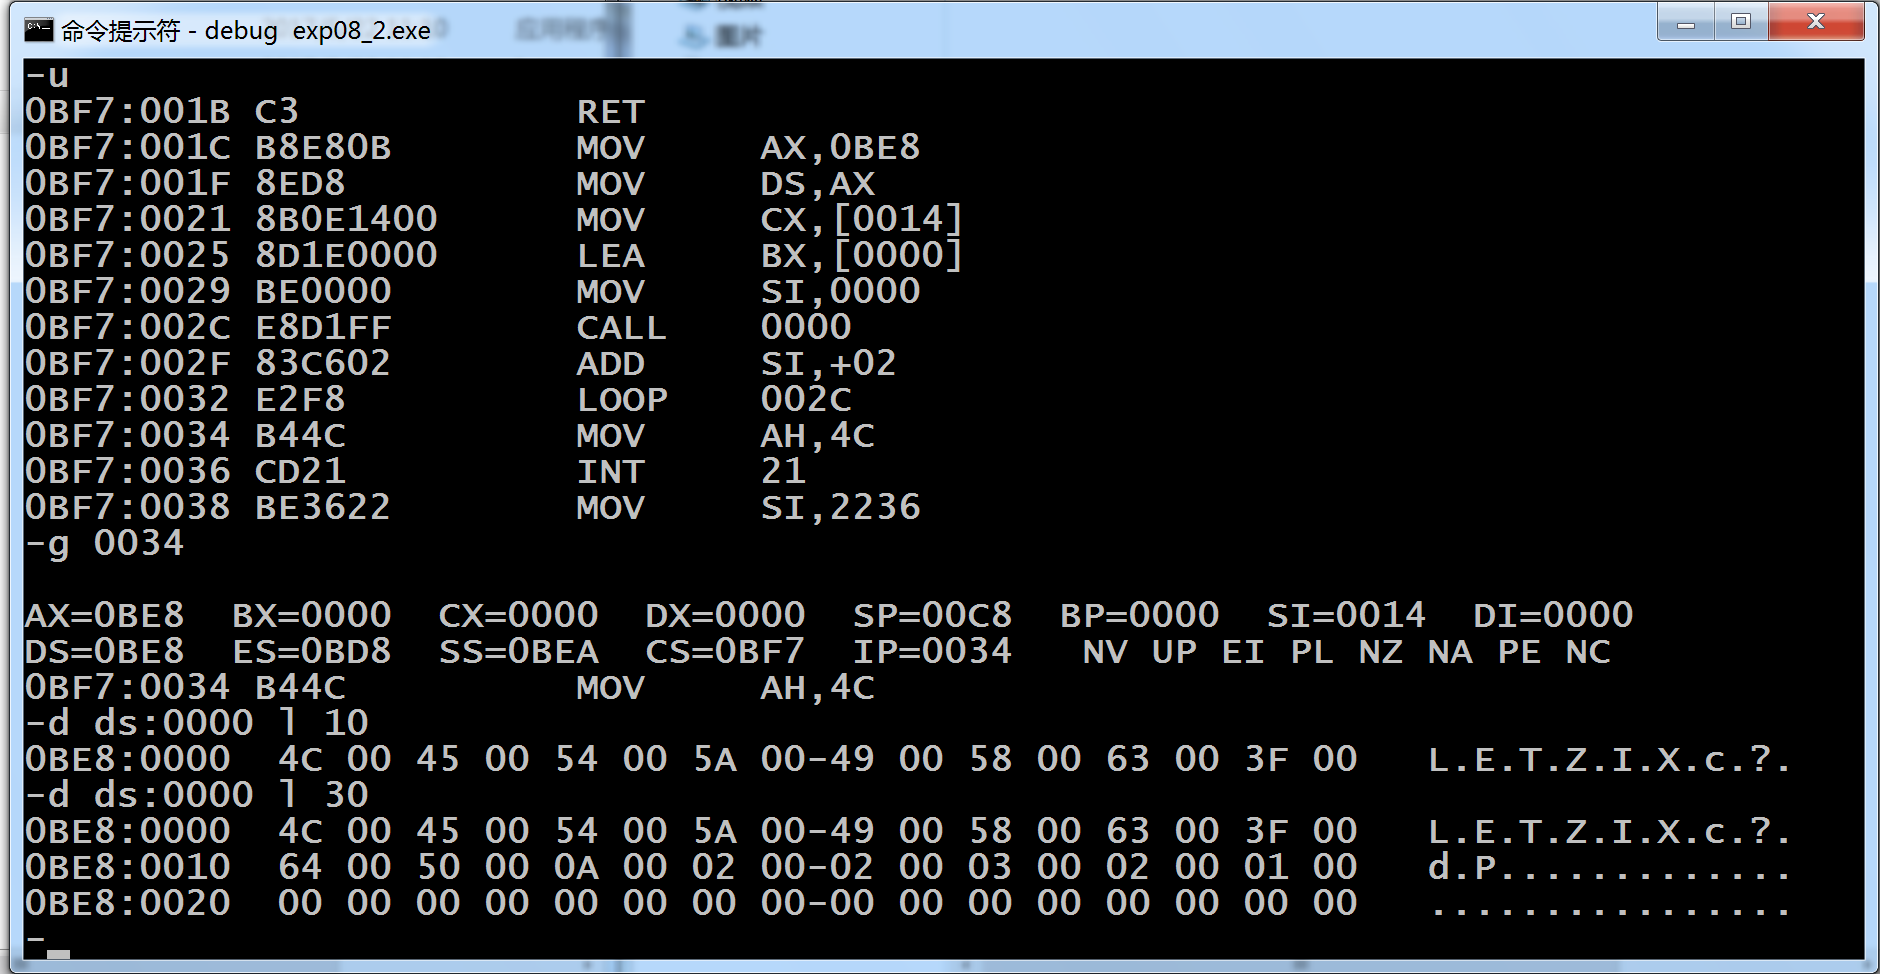 命令提示符 - debug  exp08_2.exe
应用程序
图片
-u
0BF7:001B C3            RET
0BF7:001C B8E80B        MOV     AX,0BE8
0BF7:001F 8ED8          MOV     DS,AX
0BF7:0021 8B0E1400      MOV     CX,[0014]
0BF7:0025 8D1E0000      LEA     BX,[0000]
0BF7:0029 BE0000        MOV     SI,0000
0BF7:002C E8D1FF        CALL    0000
0BF7:002F 83C602        ADD     SI,+02
0BF7:0032 E2F8          LOOP    002C
0BF7:0034 B44C          MOV     AH,4C
0BF7:0036 CD21          INT     21
0BF7:0038 BE3622        MOV     SI,2236
-g 0034
AX=0BE8  BX=0000  CX=0000  DX=0000  SP=00C8  BP=0000  SI=0014  DI=0000
DS=0BE8  ES=0BD8  SS=0BEA  CS=0BF7  IP=0034   NV UP EI PL NZ NA PE NC
0BF7:0034 B44C          MOV     AH,4C
-d ds:0000 l 10
0BE8:0000  4C 00 45 00 54 00 5A 00-49 00 58 00 63 00 3F 00   L.E.T.Z.I.X.c.?.
-d ds:0000 l 30
0BE8:0000  4C 00 45 00 54 00 5A 00-49 00 58 00 63 00 3F 00   L.E.T.Z.I.X.c.?.
0BE8:0010  64 00 50 00 0A 00 02 00-02 00 03 00 02 00 01 00   d.P.............
0BE8:0020  00 00 00 00 00 00 00 00-00 00 00 00 00 00 00 00   ................
-_